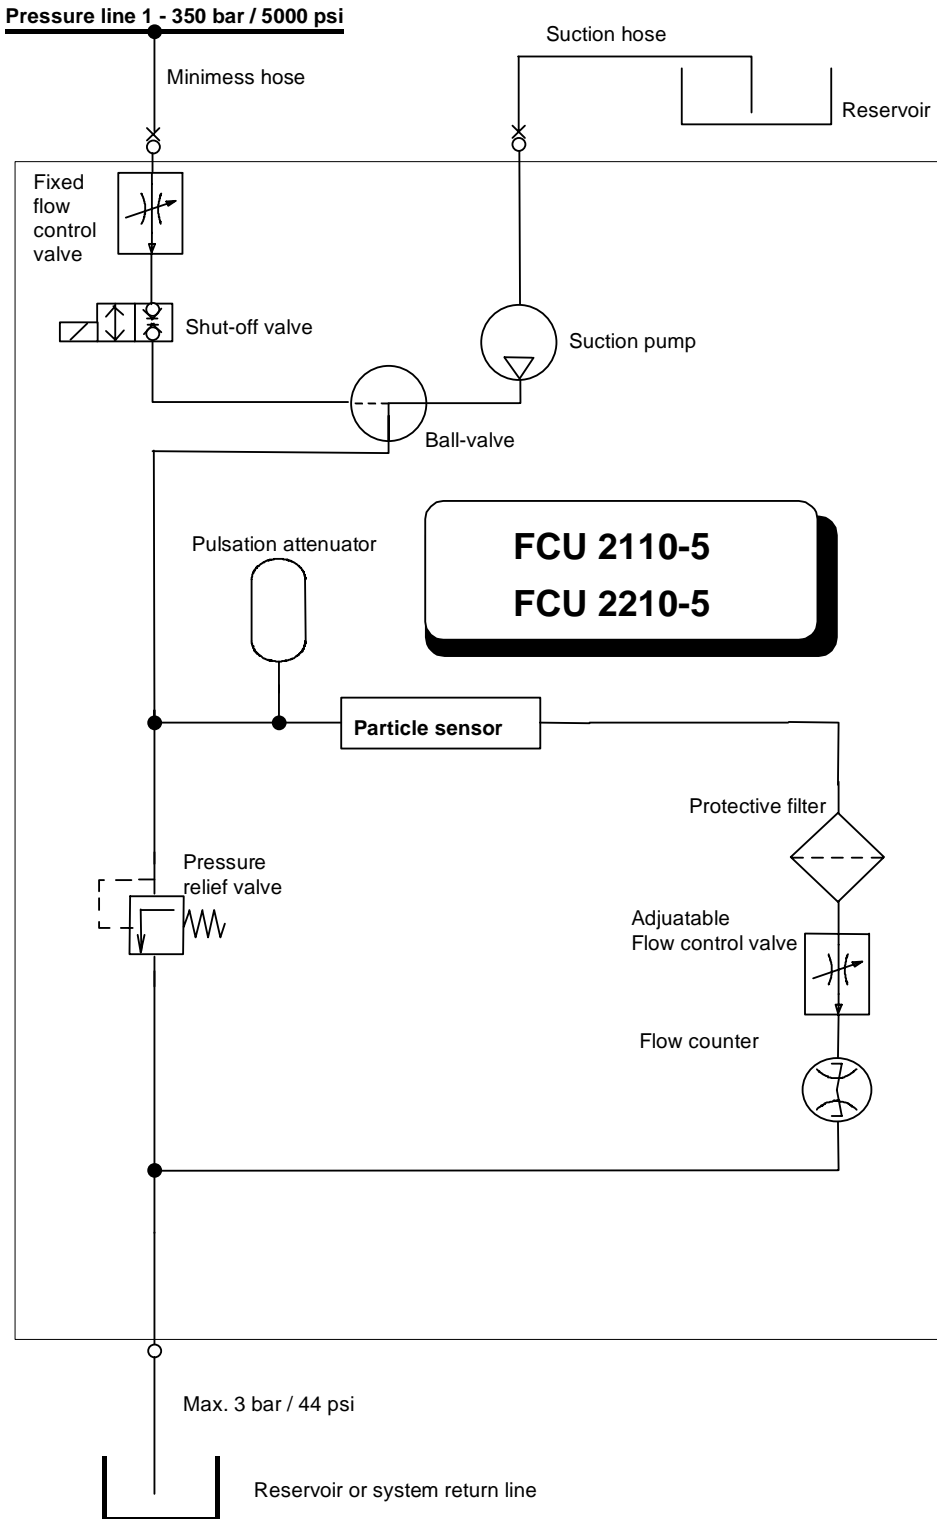 Pressure line 1 - 350 bar / 5000 psi
Suction hose
Minimess hose
Reservoir
Fixed
flow
control
valve
Shut-off valve
Suction pump
Ball-valve
Pulsation attenuator
FCU 2110-5
FCU 2210-5
Particle sensor
Protective filter
Pressure
relief valve
Adjuatable
Flow control valve
Flow counter
Max. 3 bar / 44 psi
Reservoir or system return line